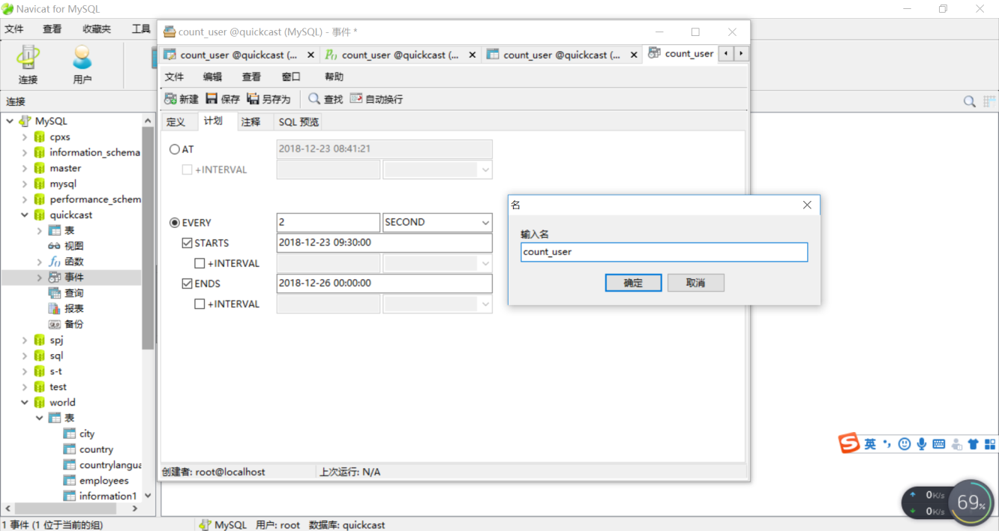 Navicat for MySQL
文件 查看 收藏夹 工具
连接 用户
连接
MySQL
cpxs
information_schema
master
mysql
performance_schem
quickcast
表
视图
函数
事件
查询
报表
备份
spj
sql
s-t
test
world
表
city
country
countrylangua
employees
information1
count_user @quickcast (MySQL) - 事件 *
count_user @quickcast (... count_user @quickcast (... count_user @quickcast (... count_user
文件 编辑 查看 窗口 帮助
新建 保存 另存为 查找 自动换行
定义 计划 注释 SQL 预览
AT 2018-12-23 08:41:21
+INTERVAL
EVERY 2 SECOND
STARTS 2018-12-23 09:30:00
+INTERVAL
ENDS 2018-12-26 00:00:00
+INTERVAL
创建者: root@localhost 上次运行: N/A
名
输入名
count_user
确定 取消
英
0K/s
0K/s
69%
1 事件 (1 位于当前的组) MySQL 用户: root 数据库: quickcast